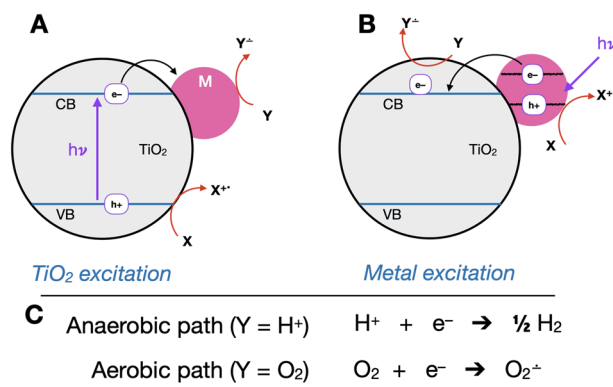 A
Y∸
M
e–
CB
Y
hν
TiO₂
X⁺·
VB
h+
X
TiO₂ excitation
B
Y∸
Y
hν
e–
e–
CB
h+
X⁺
X
TiO₂
VB
Metal excitation
C
Anaerobic path (Y = H⁺) H⁺ + e⁻ ➔ ½ H₂
Aerobic path (Y = O₂) O₂ + e⁻ ➔ O₂∸